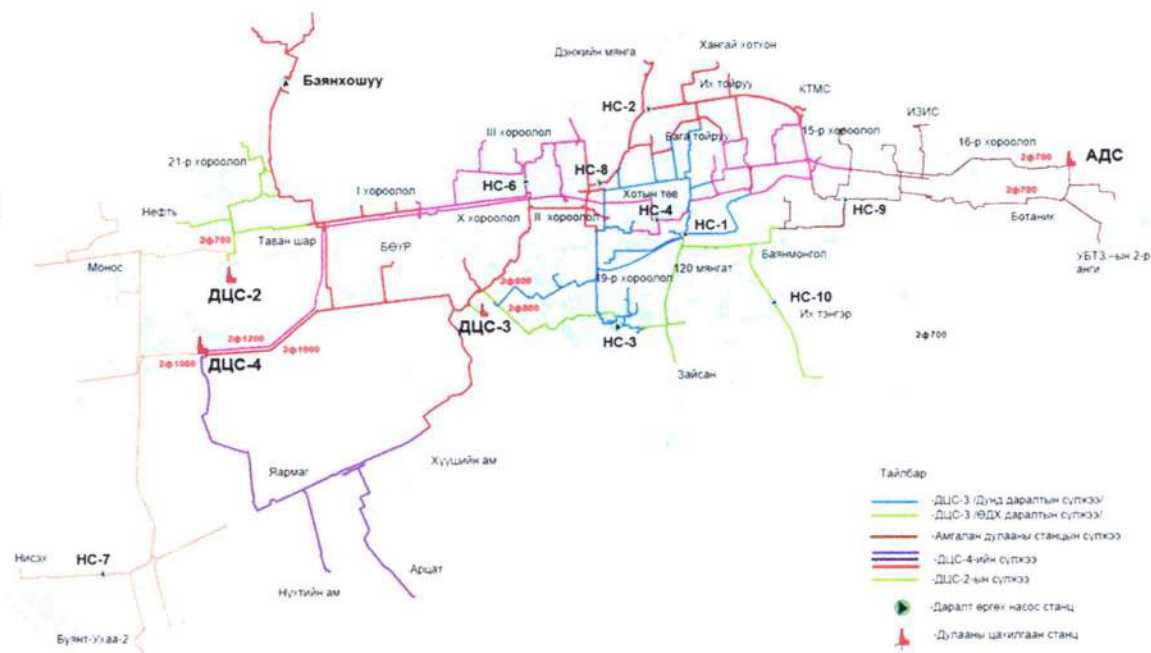 Дэнжийн мянга
Хангай хотхон
Баянхошуу
Их тойруу
НС-2
КТМС
III хороолол
Бага тойруу
15-р хороолол
ИЗИС
16-р хороолол
21-р хороолол
2ф700
АДС
I хороолол
НС-6
НС-8
Хотын төв
2ф700
Нефть
X хороолол
II хороолол
НС-4
НС-1
НС-9
Ботаник
2ф700
Таван шар
БӨУР
Баянмонгол
УБТЗ –ын 2-р анги
Монос
19-р хороолол
120 мянгат
ДЦС-2
2ф800
2ф800
НС-10
Их тэнгэр
ДЦС-3
НС-3
2ф700
2ф1200
2ф1000
2ф1000
ДЦС-4
Зайсан
Яармаг
Хүүшийн ам
Нисэх
НС-7
Арцат
Нүхтийн ам
Буянт-Ухаа-2
Тайлбар
-ДЦС-3 /Дунд даралтын сүлжээ/
-ДЦС-3 /ӨДХ даралтын сүлжээ/
-Амгалан дулааны станцын сүлжээ
-ДЦС-4-ийн сүлжээ
-ДЦС-2-ын сүлжээ
-Даралт өргөх насос станц
-Дулааны цахилгаан станц